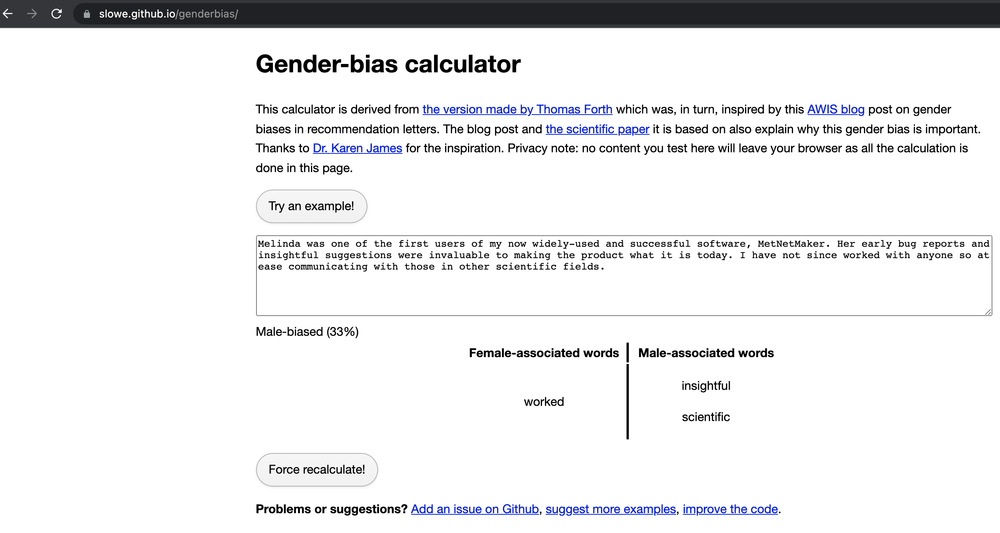 slowe.github.io/genderbias/
Gender-bias calculator
This calculator is derived from the version made by Thomas Forth which was, in turn, inspired by this AWIS blog post on gender
biases in recommendation letters. The blog post and the scientific paper it is based on also explain why this gender bias is important.
Thanks to Dr. Karen James for the inspiration. Privacy note: no content you test here will leave your browser as all the calculation is
done in this page.
Try an example!
Melinda was one of the first users of my now widely-used and successful software, MetNetMaker. Her early bug reports and
insightful suggestions were invaluable to making the product what it is today. I have not since worked with anyone so at
ease communicating with those in other scientific fields.
Male-biased (33%)
Female-associated words Male-associated words
insightful
worked
scientific
Force recalculate!
Problems or suggestions? Add an issue on Github, suggest more examples, improve the code.